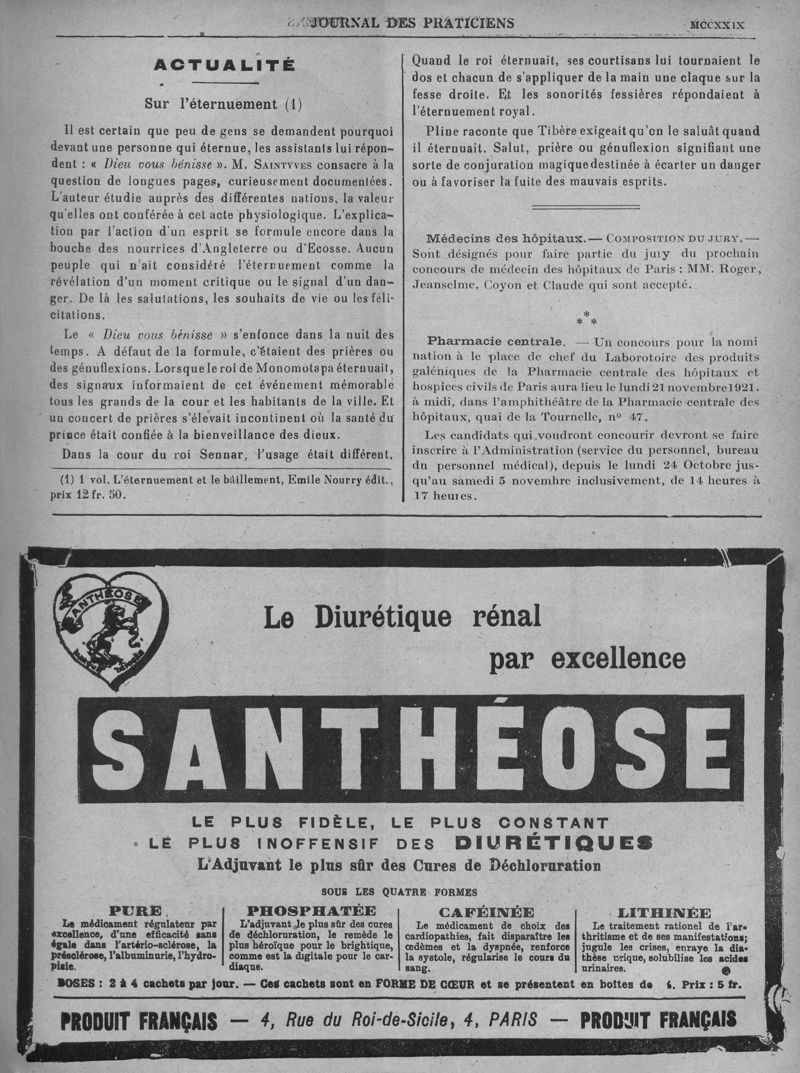 JOURNAL DES PRATICIENS
MCCXXIX
ACTUALITÉ
Sur l'éternuement (1)
Il est certain que peu de gens se demandent pourquoi
devant une personne qui éternue, les assistants lui répon-
dent : « Dieu vous bénisse ». M. SAINTYVES consacre à la
question de longues pages, curieusement documentées.
L'auteur étudie auprès des différentes nations, la valeur
qu'elles ont conférée à cet acte physiologique. L'explica-
tion par l'action d'un esprit se formule encore dans la
bouche des nourrices d'Angleterre ou d'Ecosse. Aucun
peuple qui n'ait considéré l'éternuement comme la
révélation d'un moment critique ou le signal d'un dan-
ger. De là les salutations, les souhaits de vie ou les féli-
citations.
Le « Dieu vous bénisse » s'enfonce dans la nuit des
temps. A défaut de la formule, c'étaient des prières ou
des génuflexions. Lorsque le roi de Monomotapa éternuait,
des signaux informaient de cet événement mémorable
tous les grands de la cour et les habitants de la ville. Et
un concert de prières s'élevait incontinent où la santé du
prince était confiée à la bienveillance des dieux.
Dans la cour du roi Sennar, l'usage était différent.
(1) 1 vol. L'éternuement et le bâillement, Emile Nourry édit.,
prix 12 fr. 50.
Quand le roi éternuait, ses courtisans lui tournaient le
dos et chacun de s'appliquer de la main une claque sur la
fesse droite. Et les sonorités fessières répondaient à
l'éternuement royal.
Pline raconte que Tibère exigeait qu'on le saluât quand
il éternuait. Salut, prière ou génuflexion signifiant une
sorte de conjuration magique destinée à écarter un danger
ou à favoriser la fuite des mauvais esprits.
Médecins des hôpitaux. — COMPOSITION DU JURY. —
Sont désignés pour faire partie du jury du prochain
concours de médecin des hôpitaux de Paris : MM. Roger,
Jeanselme, Coyon et Claude qui sont accepté.
*
* *
Pharmacie centrale. — Un concours pour la nomi
nation à le place de chef du Laborotoire des produits
galéniques de la Pharmacie centrale des hôpitaux et
hospices civils de Paris aura lieu le lundi 21 novembre 1921.
à midi, dans l'amphithéâtre de la Pharmacie centrale des
hôpitaux, quai de la Tournelle, n° 47.
Les candidats qui voudront concourir devront se faire
inscrire à l'Administration (service du personnel, bureau
du personnel médical), depuis le lundi 24 Octobre jus-
qu'au samedi 5 novembre inclusivement, de 14 heures à
17 heures.
SANTHÉOSE
Le Diurétique rénal
par excellence
SANTHÉOSE
LE PLUS FIDÈLE, LE PLUS CONSTANT
LE PLUS INOFFENSIF DES DIURÉTIQUES
L'Adjuvant le plus sûr des Cures de Déchloruration
SOUS LES QUATRE FORMES
PURE
Le médicament régulateur par
excellence, d'une efficacité sans
égale dans l'artério-sclérose, la
présclérose, l'albuminurie, l'hydro-
pisie.
PHOSPHATÉE
L'adjuvant le plus sûr des cures
de déchloruration, le remède le
plus héroïque pour le brightique,
comme est la digitale pour le car-
diaque.
CAFÉINÉE
Le médicament de choix des
cardiopathies, fait disparaître les
œdèmes et la dyspnée, renforce
la systole, régularise le cours du
sang.
LITHINÉE
Le traitement rationel de l'ar-
thritisme et de ses manifestations;
jugule les crises, enraye la dia-
thèse urique, solubilise les acides
urinaires.
DOSES : 2 à 4 cachets par jour. — Ces cachets sont en FORME DE CŒUR et se présentent en boîtes de Prix : 5 fr.
PRODUIT FRANÇAIS — 4, Rue du Roi-de-Sicile, 4, PARIS — PRODUIT FRANÇAIS